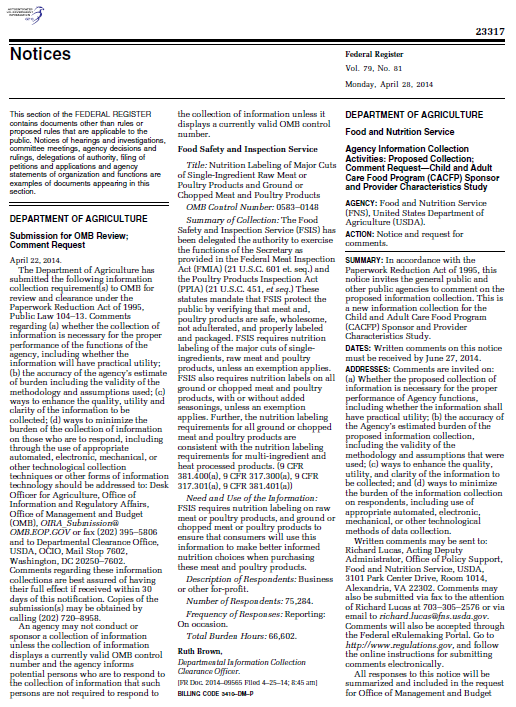 23317
Notices
Federal Register
Vol. 79, No. 81
Monday, April 28, 2014
This section of the FEDERAL REGISTER
contains documents other than rules or
proposed rules that are applicable to the
public. Notices of hearings and investigations,
committee meetings, agency decisions and
rulings, delegations of authority, filing of
petitions and applications and agency
statements of organization and functions are
examples of documents appearing in this
section.
DEPARTMENT OF AGRICULTURE
Submission for OMB Review;
Comment Request
April 22, 2014.
The Department of Agriculture has
submitted the following information
collection requirement(s) to OMB for
review and clearance under the
Paperwork Reduction Act of 1995,
Public Law 104–13. Comments
regarding (a) whether the collection of
information is necessary for the proper
performance of the functions of the
agency, including whether the
information will have practical utility;
(b) the accuracy of the agency's estimate
of burden including the validity of the
methodology and assumptions used; (c)
ways to enhance the quality, utility and
clarity of the information to be
collected; (d) ways to minimize the
burden of the collection of information
on those who are to respond, including
through the use of appropriate
automated, electronic, mechanical, or
other technological collection
techniques or other forms of information
technology should be addressed to: Desk
Officer for Agriculture, Office of
Information and Regulatory Affairs,
Office of Management and Budget
(OMB), OIRA_Submission@
OMB.EOP.GOV or fax (202) 395–5806
and to Departmental Clearance Office,
USDA, OCIO, Mail Stop 7602,
Washington, DC 20250–7602.
Comments regarding these information
collections are best assured of having
their full effect if received within 30
days of this notification. Copies of the
submission(s) may be obtained by
calling (202) 720–8958.
An agency may not conduct or
sponsor a collection of information
unless the collection of information
displays a currently valid OMB control
number and the agency informs
potential persons who are to respond to
the collection of information that such
persons are not required to respond to
the collection of information unless it
displays a currently valid OMB control
number.
Food Safety and Inspection Service
Title: Nutrition Labeling of Major Cuts
of Single-Ingredient Raw Meat or
Poultry Products and Ground or
Chopped Meat and Poultry Products
OMB Control Number: 0583–0148
Summary of Collection: The Food
Safety and Inspection Service (FSIS) has
been delegated the authority to exercise
the functions of the Secretary as
provided in the Federal Meat Inspection
Act (FMIA) (21 U.S.C. 601 et. seq.) and
the Poultry Products Inspection Act
(PPIA) (21 U.S.C. 451, et seq.) These
statutes mandate that FSIS protect the
public by verifying that meat and,
poultry products are safe, wholesome,
not adulterated, and properly labeled
and packaged. FSIS requires nutrition
labeling of the major cuts of single-
ingredients, raw meat and poultry
products, unless an exemption applies.
FSIS also requires nutrition labels on all
ground or chopped meat and poultry
products, with or without added
seasonings, unless an exemption
applies. Further, the nutrition labeling
requirements for all ground or chopped
meat and poultry products are
consistent with the nutrition labeling
requirements for multi-ingredient and
heat processed products. (9 CFR
381.400(a), 9 CFR 317.300(a), 9 CFR
317.301(a), 9 CFR 381.401(a))
Need and Use of the Information:
FSIS requires nutrition labeling on raw
meat or poultry products, and ground or
chopped meat or poultry products to
ensure that consumers will use this
information to make better informed
nutrition choices when purchasing
these meat and poultry products.
Description of Respondents: Business
or other for-profit.
Number of Respondents: 75,284.
Frequency of Responses: Reporting:
On occasion.
Total Burden Hours: 66,602.
Ruth Brown,
Departmental Information Collection
Clearance Officer.
[FR Doc. 2014–09565 Filed 4–25–14; 8:45 am]
BILLING CODE 3410–DM–P
DEPARTMENT OF AGRICULTURE
Food and Nutrition Service
Agency Information Collection
Activities: Proposed Collection;
Comment Request—Child and Adult
Care Food Program (CACFP) Sponsor
and Provider Characteristics Study
AGENCY: Food and Nutrition Service
(FNS), United States Department of
Agriculture (USDA).
ACTION: Notice and request for
comments.
SUMMARY: In accordance with the
Paperwork Reduction Act of 1995, this
notice invites the general public and
other public agencies to comment on the
proposed information collection. This is
a new information collection for the
Child and Adult Care Food Program
(CACFP) Sponsor and Provider
Characteristics Study.
DATES: Written comments on this notice
must be received by June 27, 2014.
ADDRESSES: Comments are invited on:
(a) Whether the proposed collection of
information is necessary for the proper
performance of Agency functions,
including whether the information shall
have practical utility; (b) the accuracy of
the Agency's estimated burden of the
proposed information collection,
including the validity of the
methodology and assumptions that were
used; (c) ways to enhance the quality,
utility, and clarity of the information to
be collected; and (d) ways to minimize
the burden of the information collection
on respondents, including use of
appropriate automated, electronic,
mechanical, or other technological
methods of data collection.
Written comments may be sent to:
Richard Lucas, Acting Deputy
Administrator, Office of Policy Support,
Food and Nutrition Service, USDA,
3101 Park Center Drive, Room 1014,
Alexandria, VA 22302. Comments may
also be submitted via fax to the attention
of Richard Lucas at 703–305–2576 or via
email to richard.lucas@fns.usda.gov.
Comments will also be accepted through
the Federal eRulemaking Portal. Go to
http://www.regulations.gov, and follow
the online instructions for submitting
comments electronically.
All responses to this notice will be
summarized and included in the request
for Office of Management and Budget